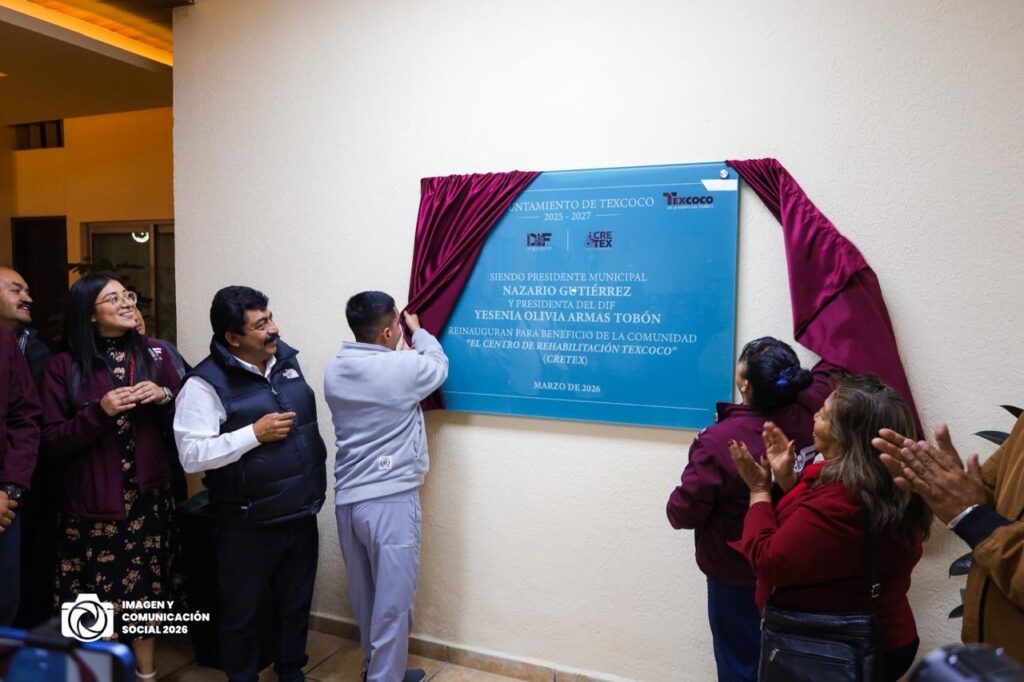 UNTAMIENTO DE TEXCOCO
2025 - 2027
TEXCOCO
DIF
CRE
TEX
SIENDO PRESIDENTE MUNICIPAL
NAZARIO GUTIÉRREZ
Y PRESIDENTA DEL DIF
YESENIA OLIVIA ARMAS TOBÓN
REINAUGURAN PARA BENEFICIO DE LA COMUNIDAD
"EL CENTRO DE REHABILITACIÓN TEXCOCO"
(CRETEX)
MARZO DE 2026
IMAGEN Y
COMUNICACIÓN
SOCIAL 2026